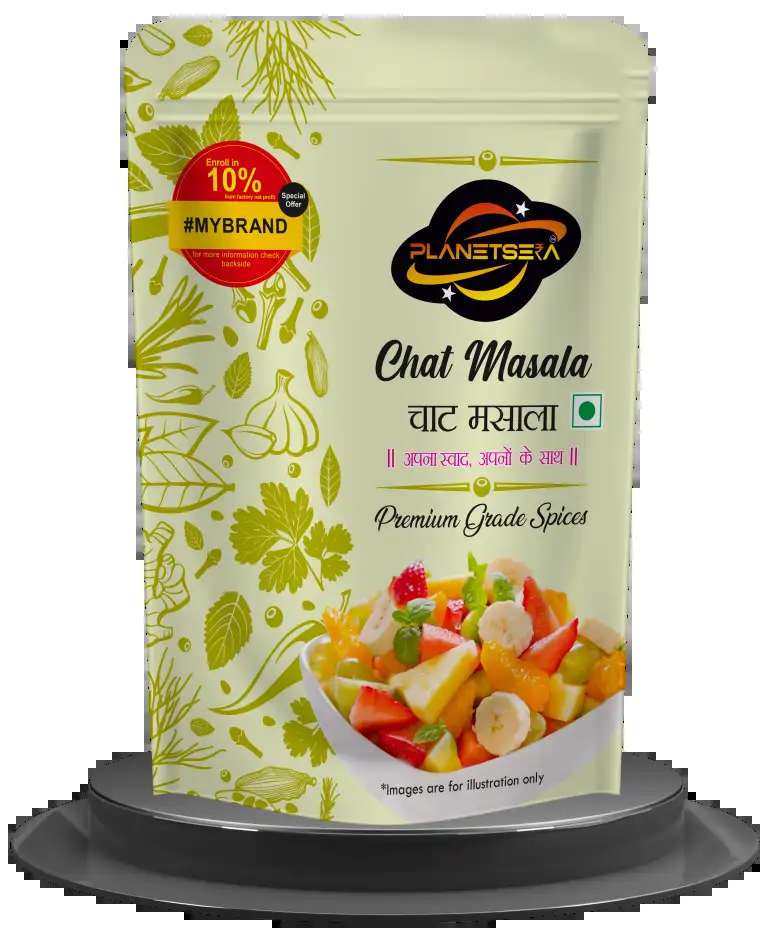 Enroll in
10%
from factory net profit
Special
Offer
#MYBRAND
for more information check
backside
PLANETSERA
Chat Masala
चाट मसाला
|| अपना स्वाद, अपनों के साथ ||
Premium Grade Spices
*Images are for illustration only